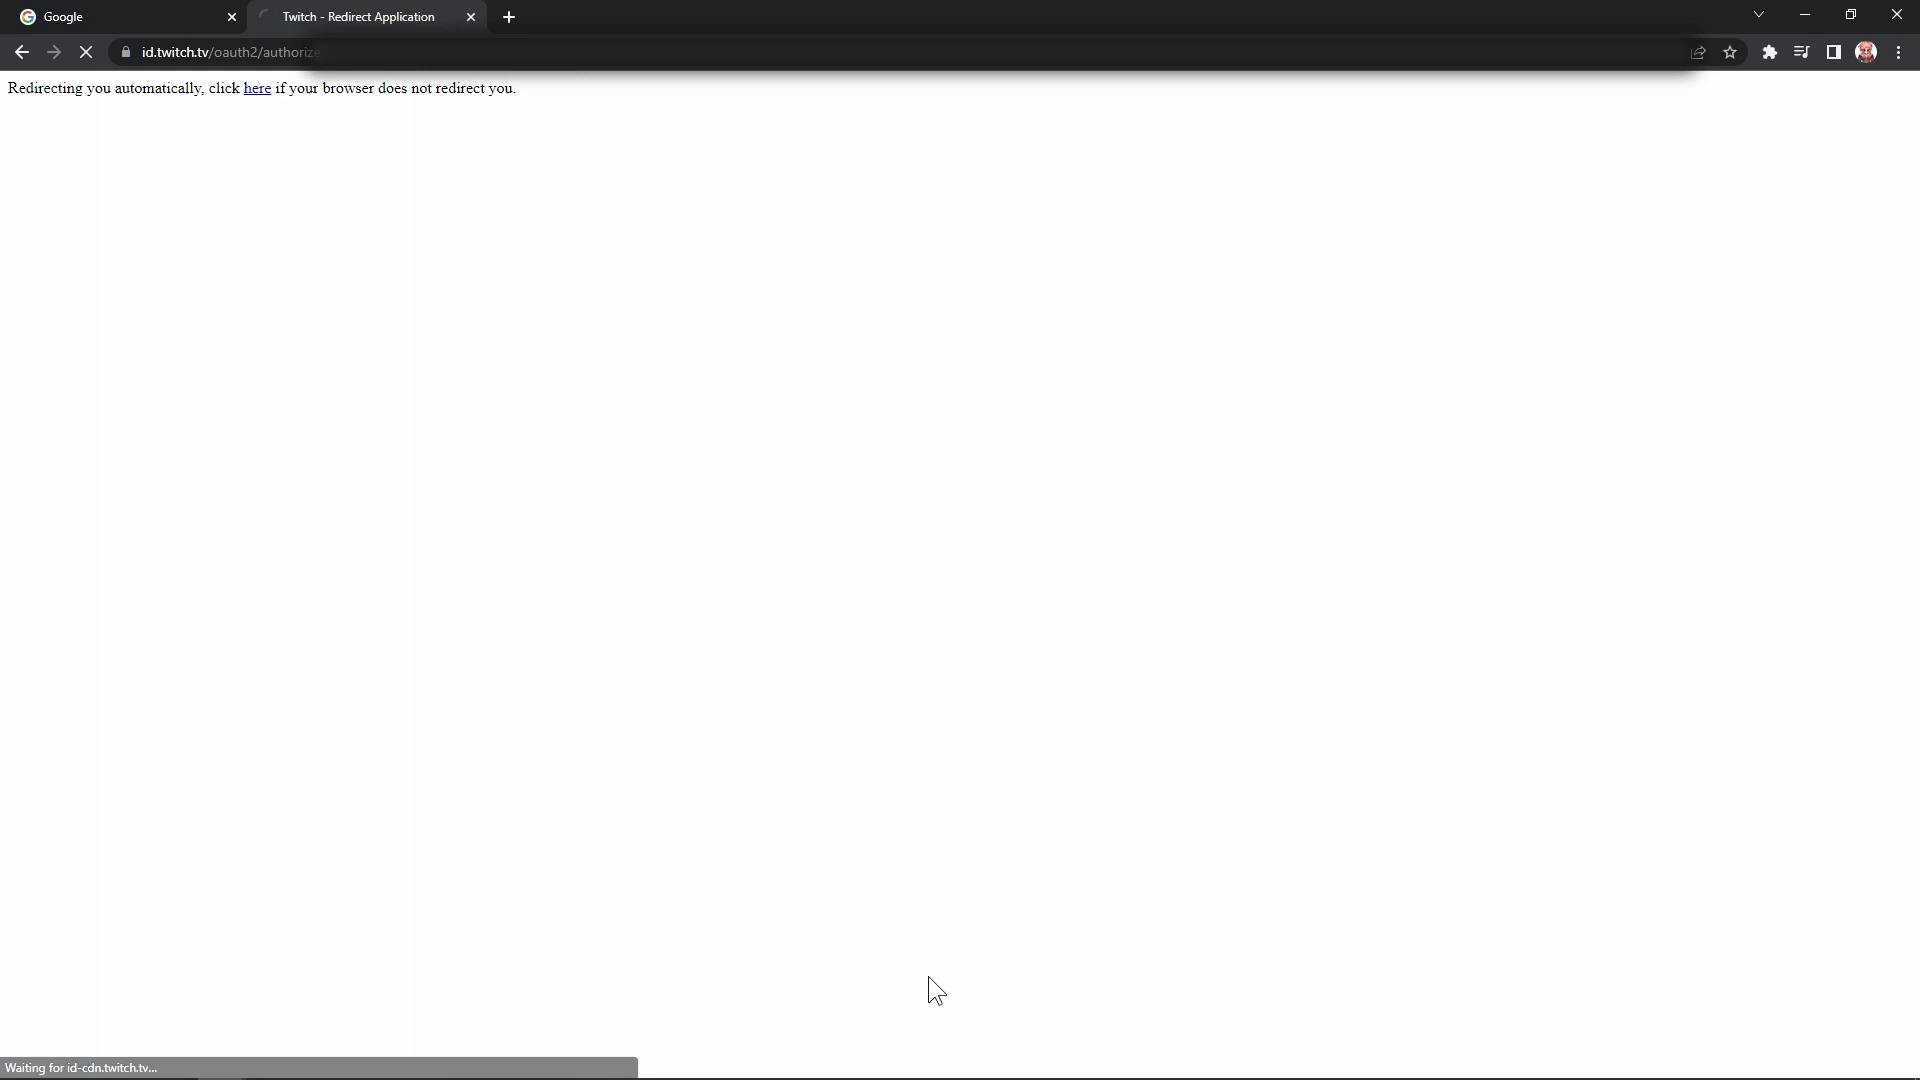 Google
Twitch - Redirect Application
id.twitch.tv/oauth2/authorize
Redirecting you automatically, click here if your browser does not redirect you.
Waiting for id-cdn.twitch.tv...